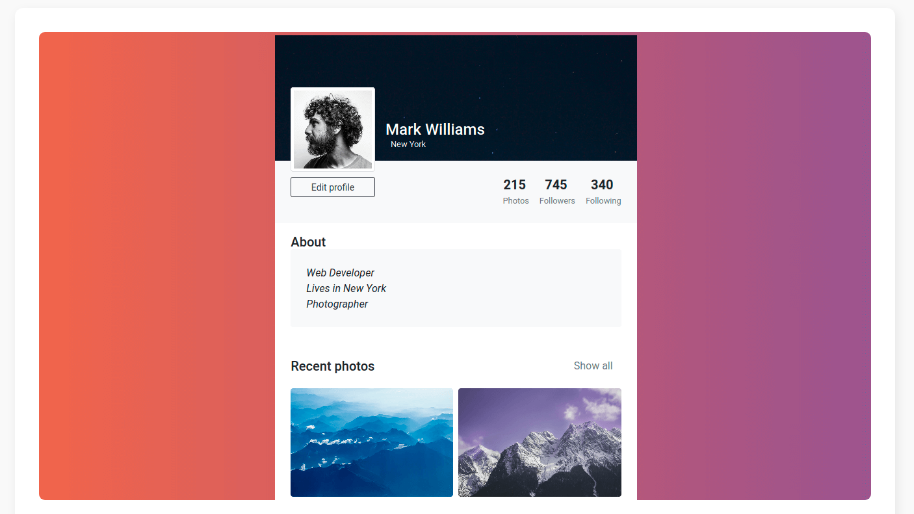 Mark Williams
New York
Edit profile
215 745 340
Photos Followers Following
About
Web Developer
Lives in New York
Photographer
Recent photos Show all